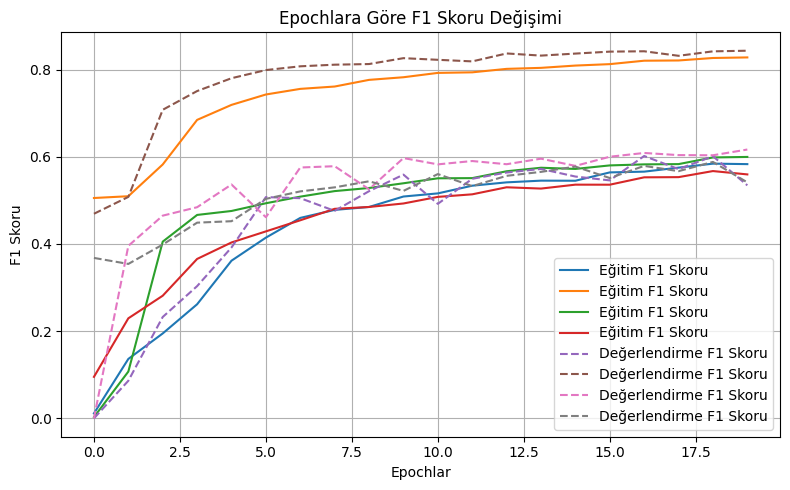 Epochlara Göre F1 Skoru Değişimi
F1 Skoru
0.8
0.6
0.4
0.2
0.0
Eğitim F1 Skoru
Eğitim F1 Skoru
Eğitim F1 Skoru
Eğitim F1 Skoru
Değerlendirme F1 Skoru
Değerlendirme F1 Skoru
Değerlendirme F1 Skoru
Değerlendirme F1 Skoru
0.0 2.5 5.0 7.5 10.0 12.5 15.0 17.5
Epochlar